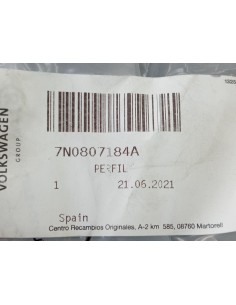 VOLKSWAGEN
GROUP
7N0807184A
PERFIL
1 21.06.2021
Spain
Centro Recambios Originales, A-2 km 585, 08760 Martorell